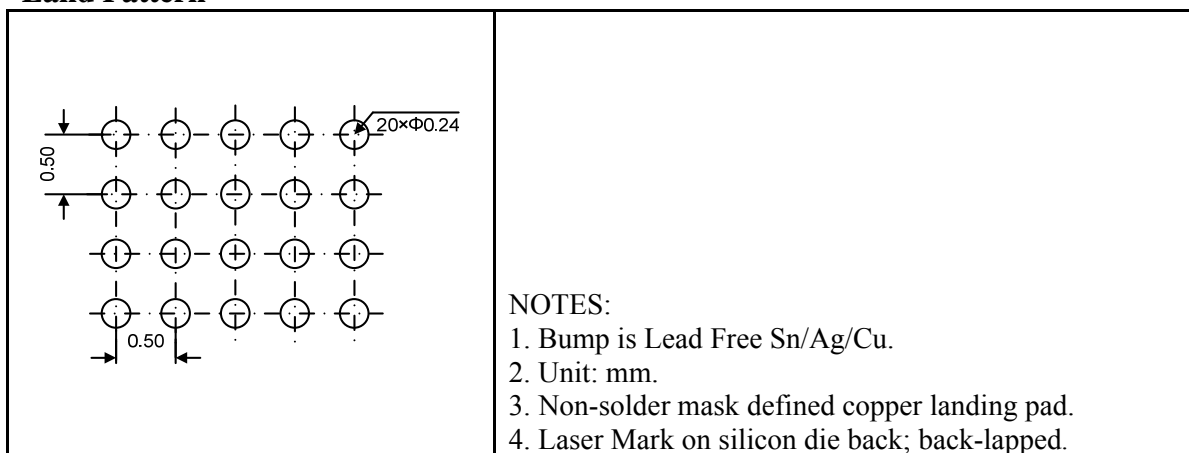 Land Pattern
20×Φ0.24
0.50
0.50
NOTES:
1. Bump is Lead Free Sn/Ag/Cu.
2. Unit: mm.
3. Non-solder mask defined copper landing pad.
4. Laser Mark on silicon die back; back-lapped.